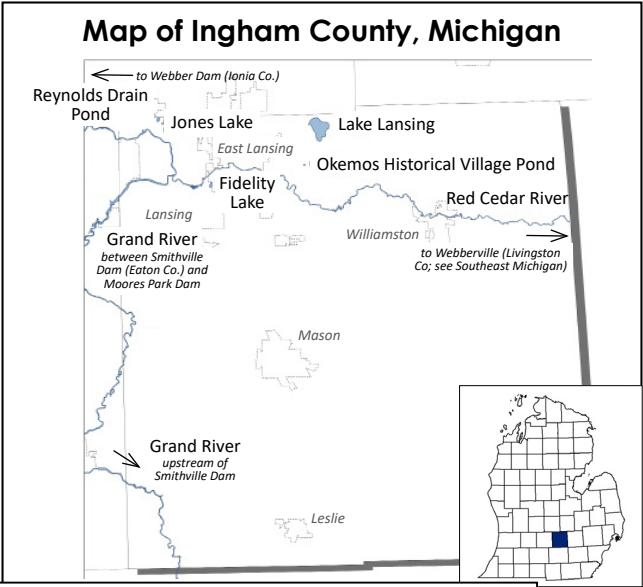 Map of Ingham County, Michigan
to Webber Dam (Ionia Co.)
Reynolds Drain
Pond
Jones Lake
Lake Lansing
East Lansing
Okemos Historical Village Pond
Fidelity
Lake
Red Cedar River
Lansing
Williamston
Grand River
between Smithville
Dam (Eaton Co.) and
Moores Park Dam
to Webberville (Livingston
Co; see Southeast Michigan)
Mason
Grand River
upstream of
Smithville Dam
Leslie